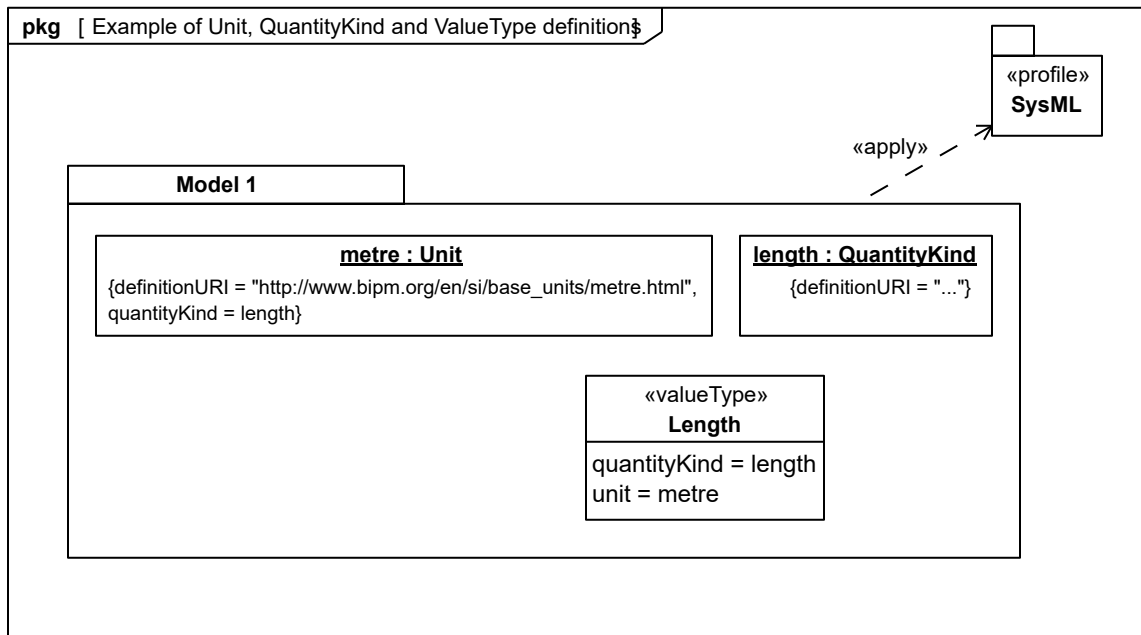 pkg [ Example of Unit, QuantityKind and ValueType definitions]
«profile»
SysML
«apply»
Model 1
metre : Unit
{definitionURI = "http://www.bipm.org/en/si/base_units/metre.html",
quantityKind = length}
length : QuantityKind
{definitionURI = "..."}
«valueType»
Length
quantityKind = length
unit = metre